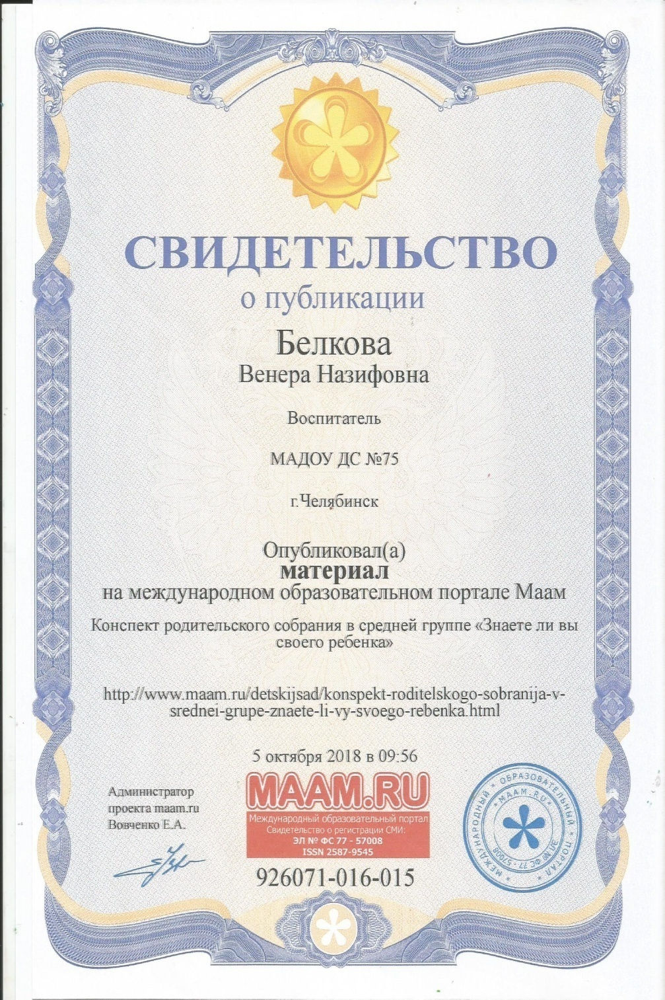 СВИДЕТЕЛЬСТВО
о публикации
Белкова
Венера Назифовна
Воспитатель
МАДОУ ДС №75
г.Челябинск
Опубликовал(а)
материал
на международном образовательном портале Маам
Конспект родительского собрания в средней группе «Знаете ли вы
своего ребенка»
http://www.maam.ru/detskijsad/konspekt-roditelskogo-sobranija-v-
srednei-grupe-znaete-li-vy-svoego-rebenka.html
5 октября 2018 в 09:56
Администратор
проекта maam.ru
Вовченко Е.А.
MAAM.RU
Международный образовательный портал
Свидетельство о регистрации СМИ:
ЭЛ № ФС 77 - 57008
ISSN 2587-9545
926071-016-015
* МЕЖДУНАРОДНЫЙ * ОБРАЗОВАТЕЛЬНЫЙ * ПОРТАЛ *
*MAAM.RU*
ЭЛ № ФС 77 - 57008